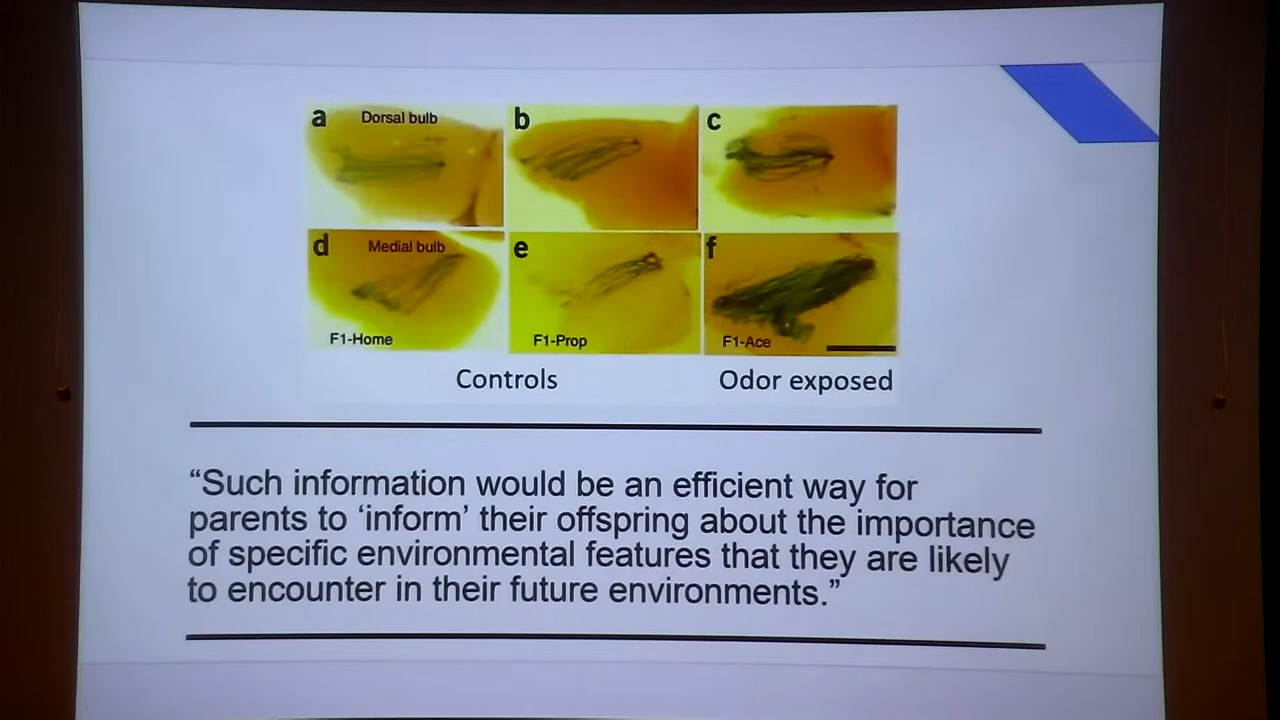 a Dorsal bulb b c
d Medial bulb e f
F1-Home F1-Prop F1-Ace
Controls Odor exposed
“Such information would be an efficient way for
parents to ‘inform’ their offspring about the importance
of specific environmental features that they are likely
to encounter in their future environments.”